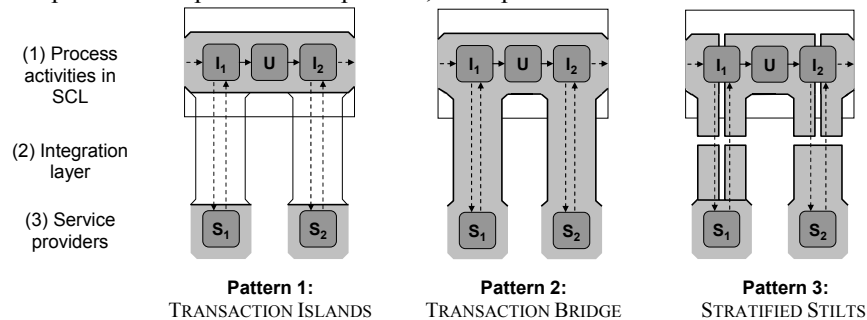 (1) Process
activities in
SCL
I₁ U I₂
I₁ U I₂
I₁ U I₂
(2) Integration
layer
(3) Service
providers
S₁ S₂
S₁ S₂
S₁ S₂
Pattern 1:
TRANSACTION ISLANDS
Pattern 2:
TRANSACTION BRIDGE
Pattern 3:
STRATIFIED STILTS